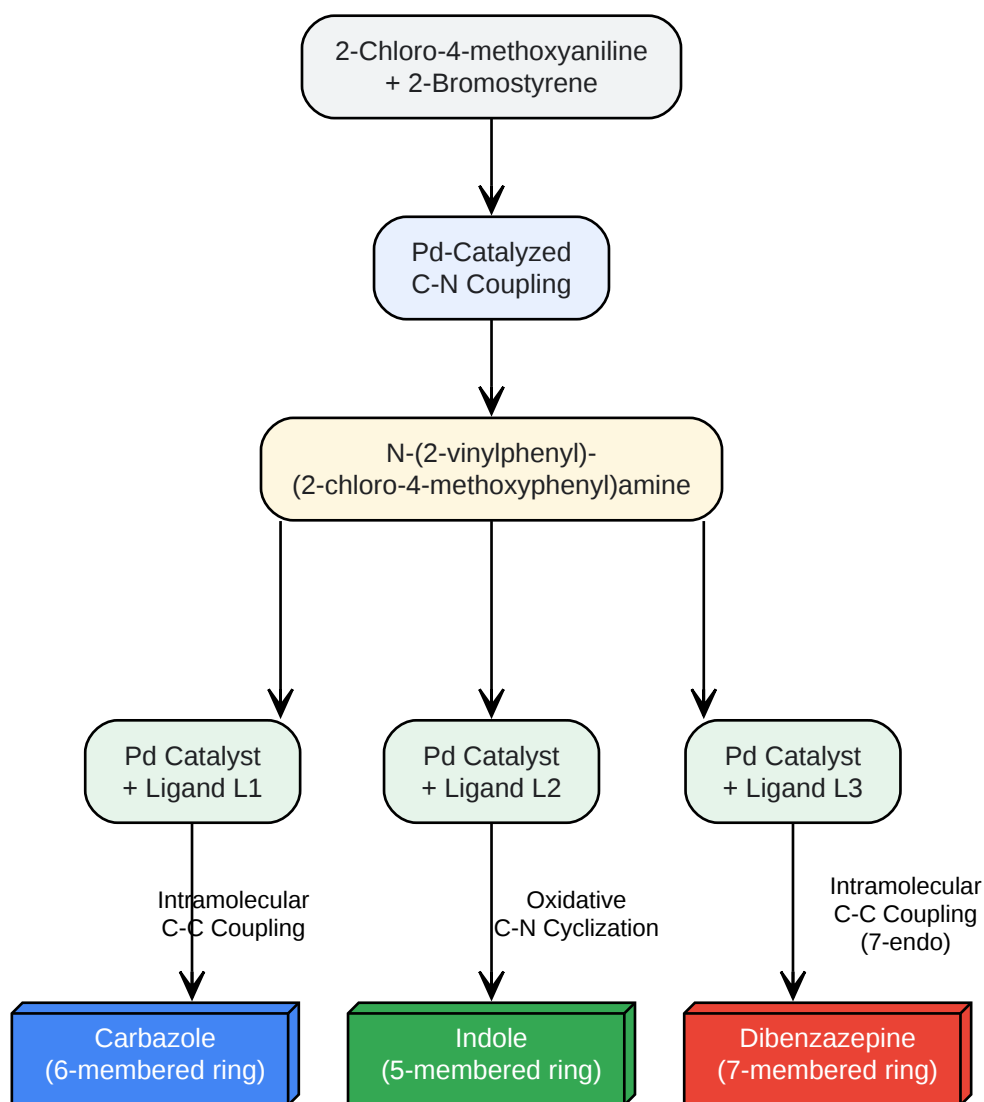 2-Chloro-4-methoxyaniline
+ 2-Bromostyrene
Pd-Catalyzed
C-N Coupling
N-(2-vinylphenyl)-
(2-chloro-4-methoxyphenyl)amine
Pd Catalyst
+ Ligand L1
Pd Catalyst
+ Ligand L2
Pd Catalyst
+ Ligand L3
Intramolecular
C-C Coupling
Oxidative
C-N Cyclization
Intramolecular
C-C Coupling
(7-endo)
Carbazole
(6-membered ring)
Indole
(5-membered ring)
Dibenzazepine
(7-membered ring)